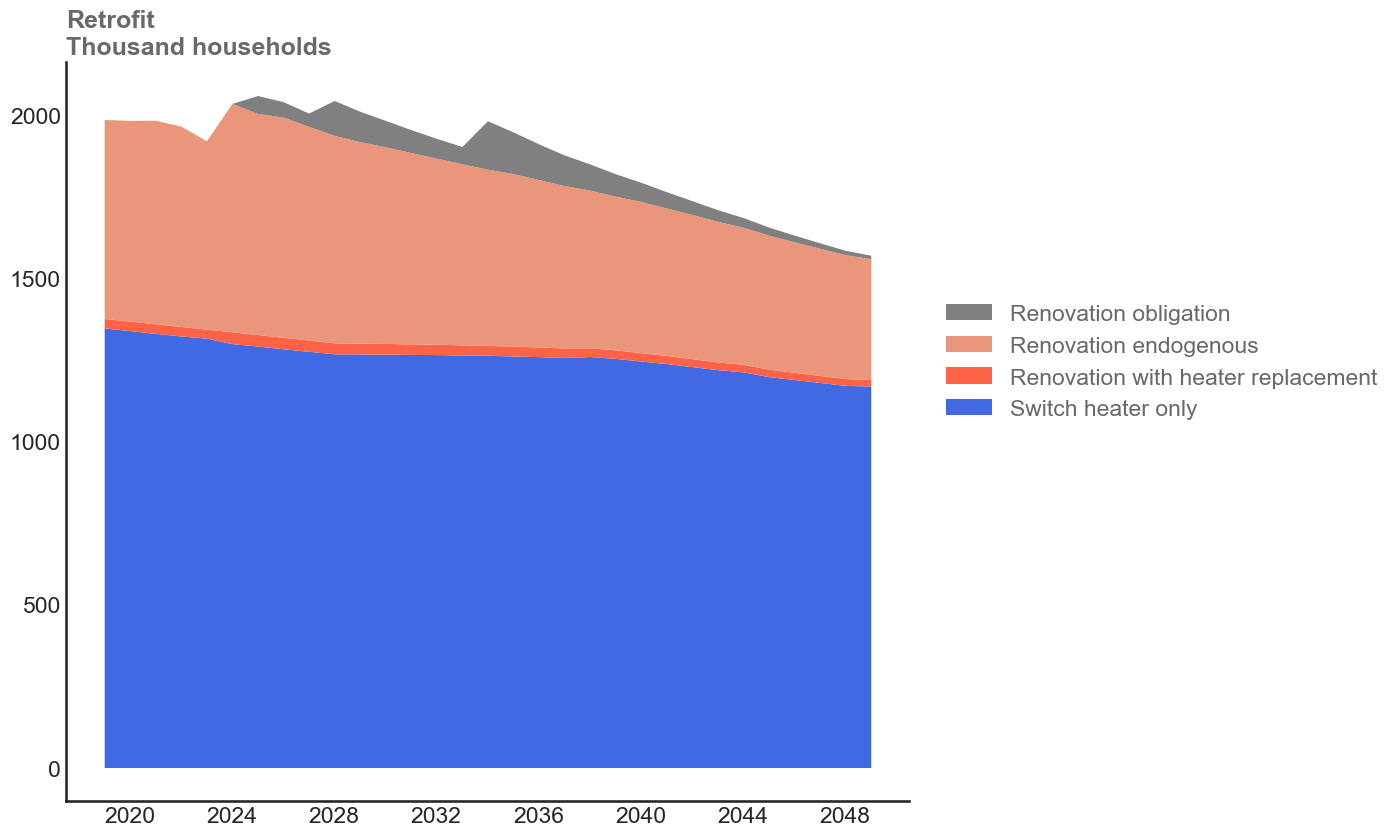 Retrofit
Thousand households
2000
1500
1000
500
0
2020 2024 2028 2032 2036 2040 2044 2048
Renovation obligation
Renovation endogenous
Renovation with heater replacement
Switch heater only